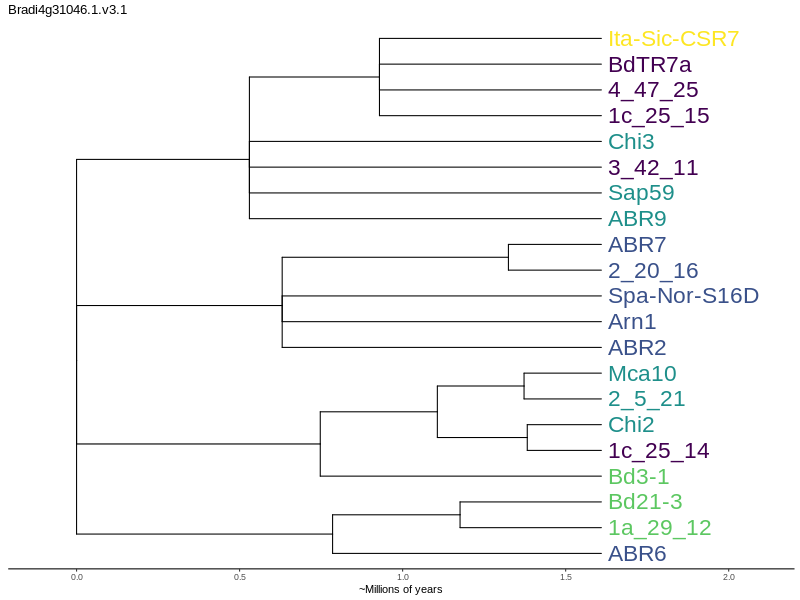 Bradi4g31046.1.v3.1
Ita-Sic-CSR7
BdTR7a
4_47_25
1c_25_15
Chi3
3_42_11
Sap59
ABR9
ABR7
2_20_16
Spa-Nor-S16D
Arn1
ABR2
Mca10
2_5_21
Chi2
1c_25_14
Bd3-1
Bd21-3
1a_29_12
ABR6
0.0 0.5 1.0 1.5 2.0
~Millions of years